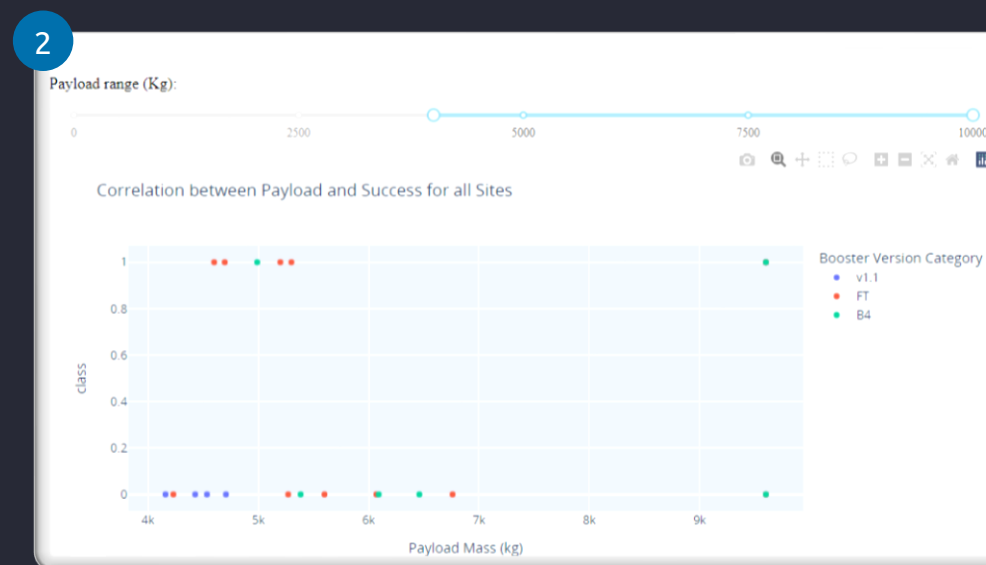 2
Payload range (Kg):
0 2500 5000 7500 10000
Correlation between Payload and Success for all Sites
Booster Version Category
v1.1
FT
B4
1
0.8
0.6
0.4
0.2
0
class
4k 5k 6k 7k 8k 9k
Payload Mass (kg)